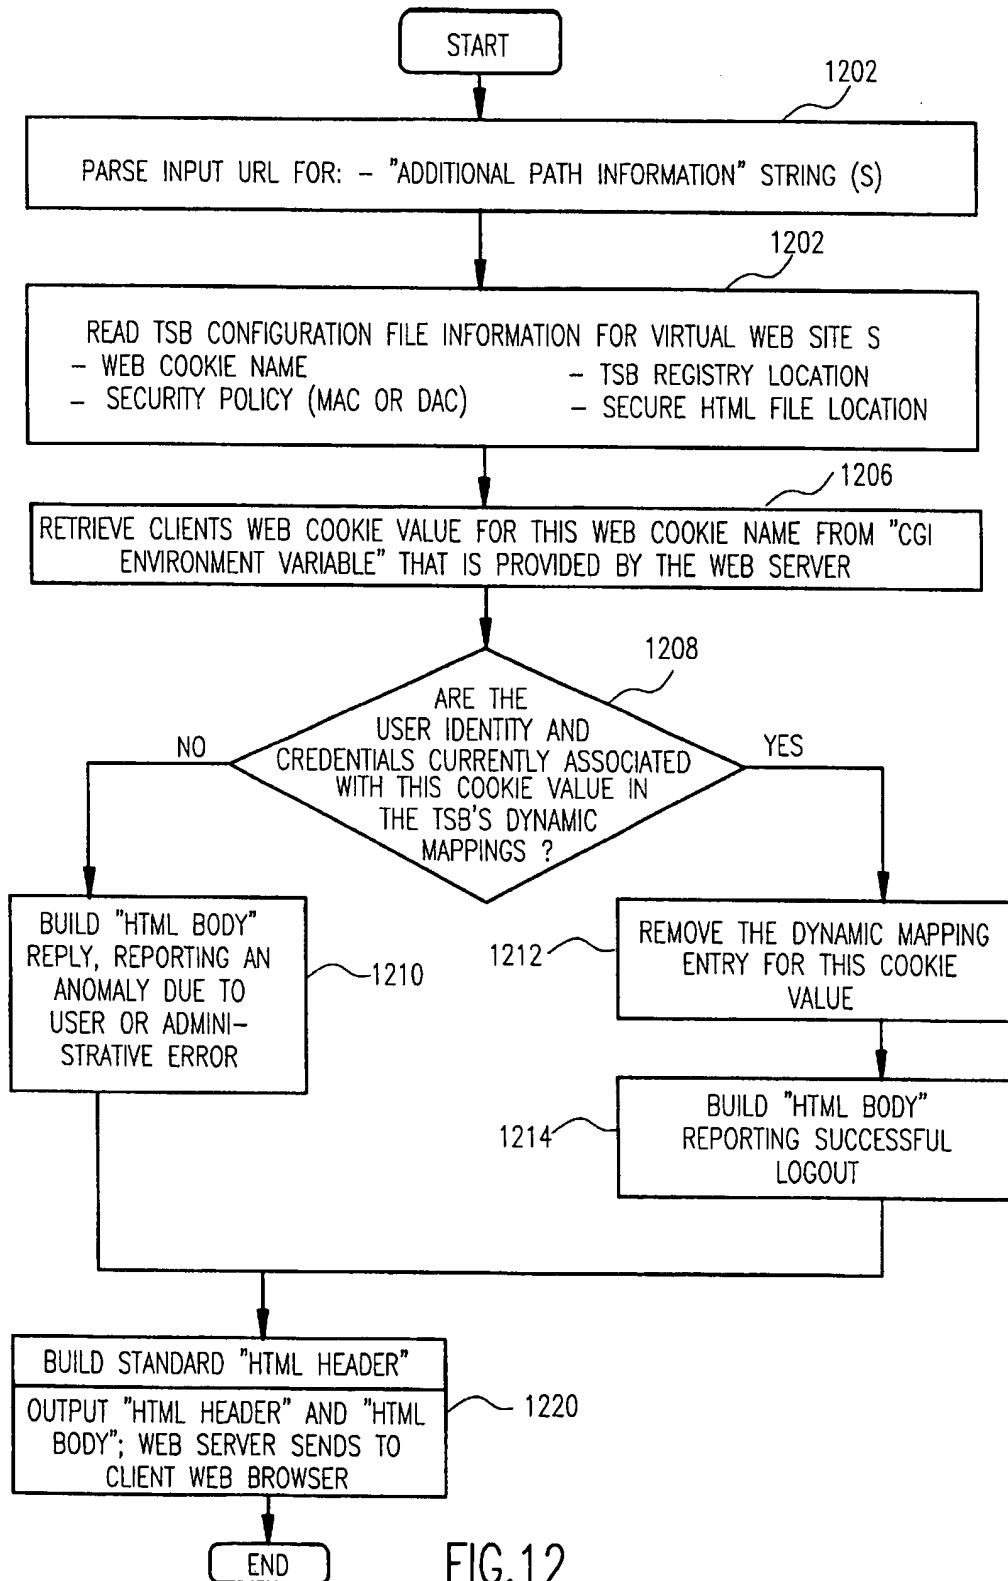 START
1202
PARSE INPUT URL FOR: – "ADDITIONAL PATH INFORMATION" STRING (S)
1202
READ TSB CONFIGURATION FILE INFORMATION FOR VIRTUAL WEB SITE S
– WEB COOKIE NAME
– TSB REGISTRY LOCATION
– SECURITY POLICY (MAC OR DAC)
– SECURE HTML FILE LOCATION
1206
RETRIEVE CLIENTS WEB COOKIE VALUE FOR THIS WEB COOKIE NAME FROM "CGI
ENVIRONMENT VARIABLE" THAT IS PROVIDED BY THE WEB SERVER
1208
ARE THE
USER IDENTITY AND
CREDENTIALS CURRENTLY ASSOCIATED
WITH THIS COOKIE VALUE IN
THE TSB'S DYNAMIC
MAPPINGS ?
NO
YES
BUILD "HTML BODY"
REPLY, REPORTING AN
ANOMALY DUE TO
USER OR ADMINI-
STRATIVE ERROR
1210
1212
REMOVE THE DYNAMIC MAPPING
ENTRY FOR THIS COOKIE
VALUE
1214
BUILD "HTML BODY"
REPORTING SUCCESSFUL
LOGOUT
BUILD STANDARD "HTML HEADER"
OUTPUT "HTML HEADER" AND "HTML
BODY"; WEB SERVER SENDS TO
CLIENT WEB BROWSER
1220
END
FIG.12